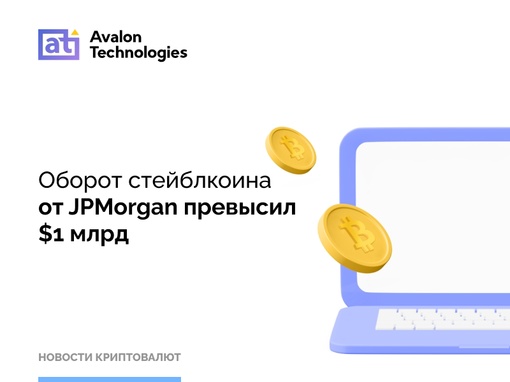 at
Avalon
Technologies
Оборот стейблкоина
от JPMorgan превысил
$1 млрд
НОВОСТИ КРИПТОВАЛЮТ